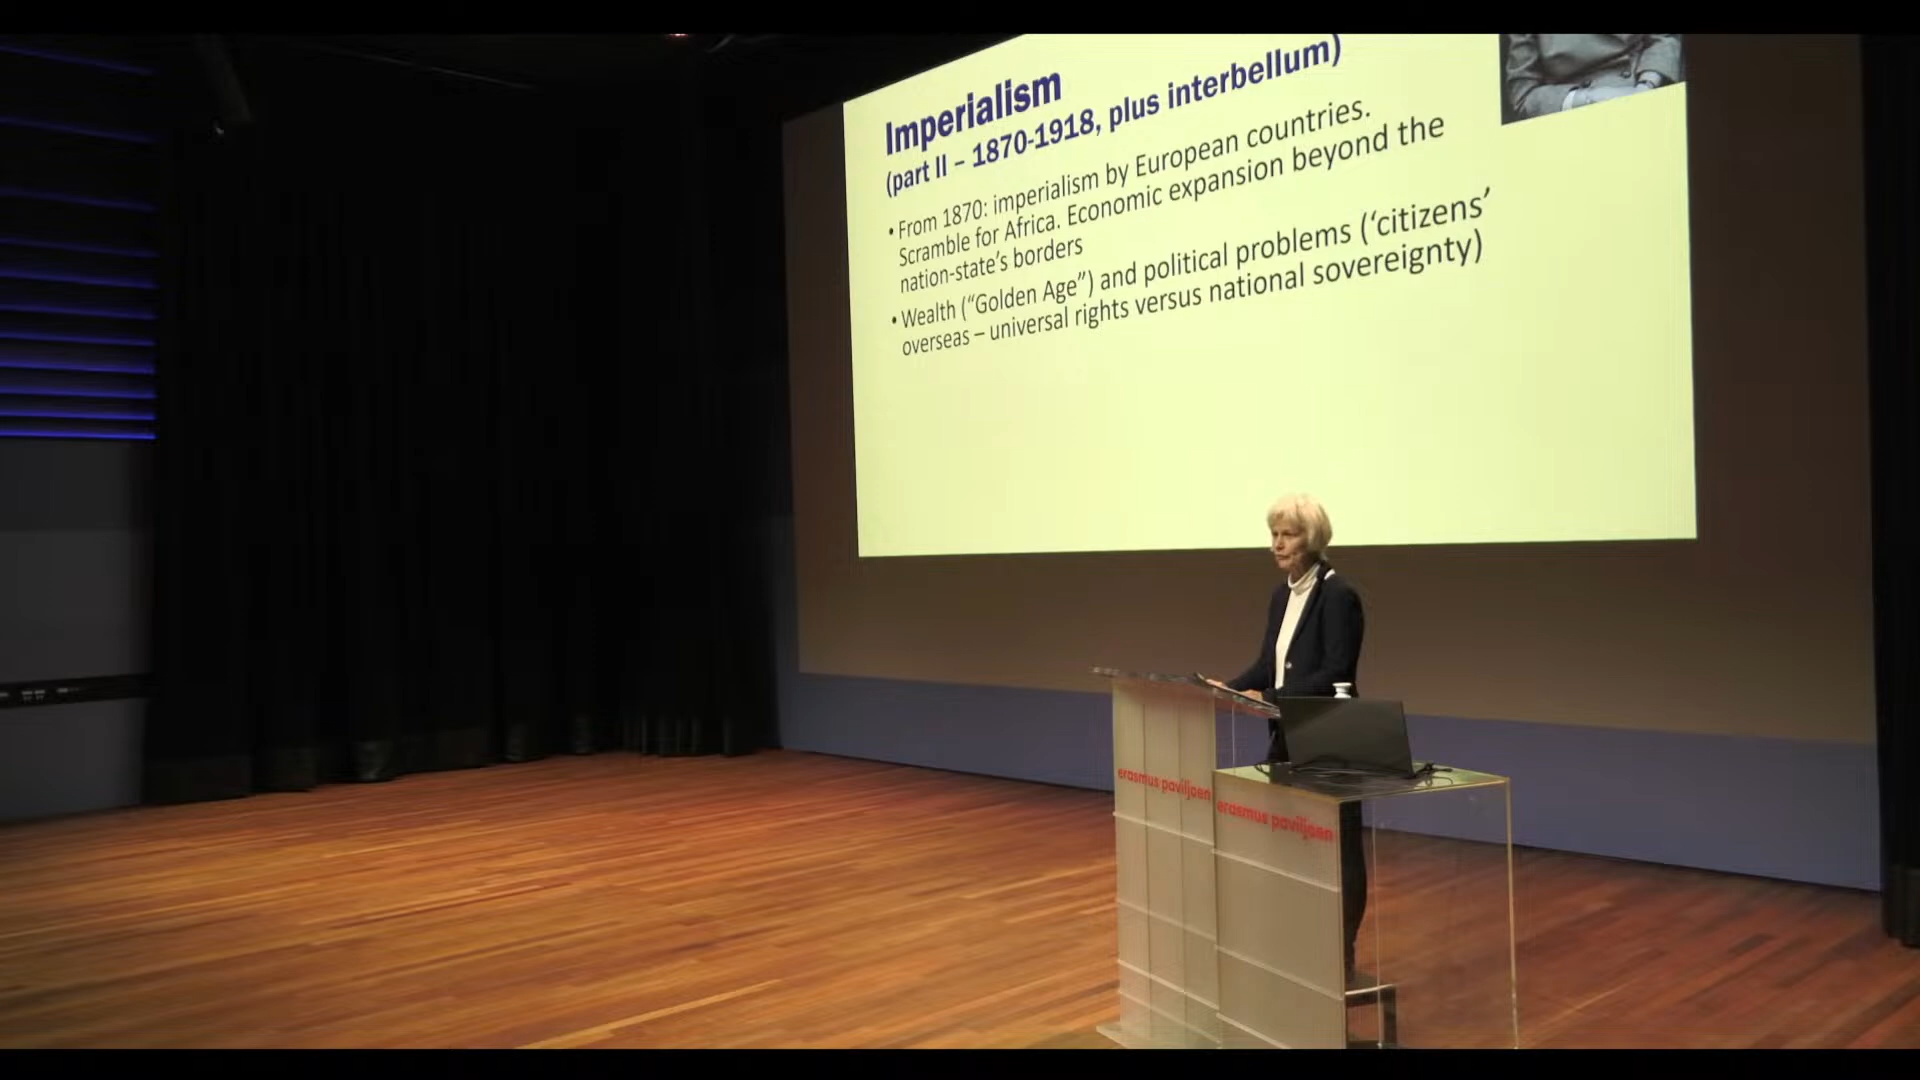 Imperialism
(part II – 1870-1918, plus interbellum)
• From 1870: imperialism by European countries.
Scramble for Africa. Economic expansion beyond the
nation-state’s borders
• Wealth (“Golden Age”) and political problems (‘citizens’
overseas – universal rights versus national sovereignty)
erasmus paviljoen
erasmus paviljoen